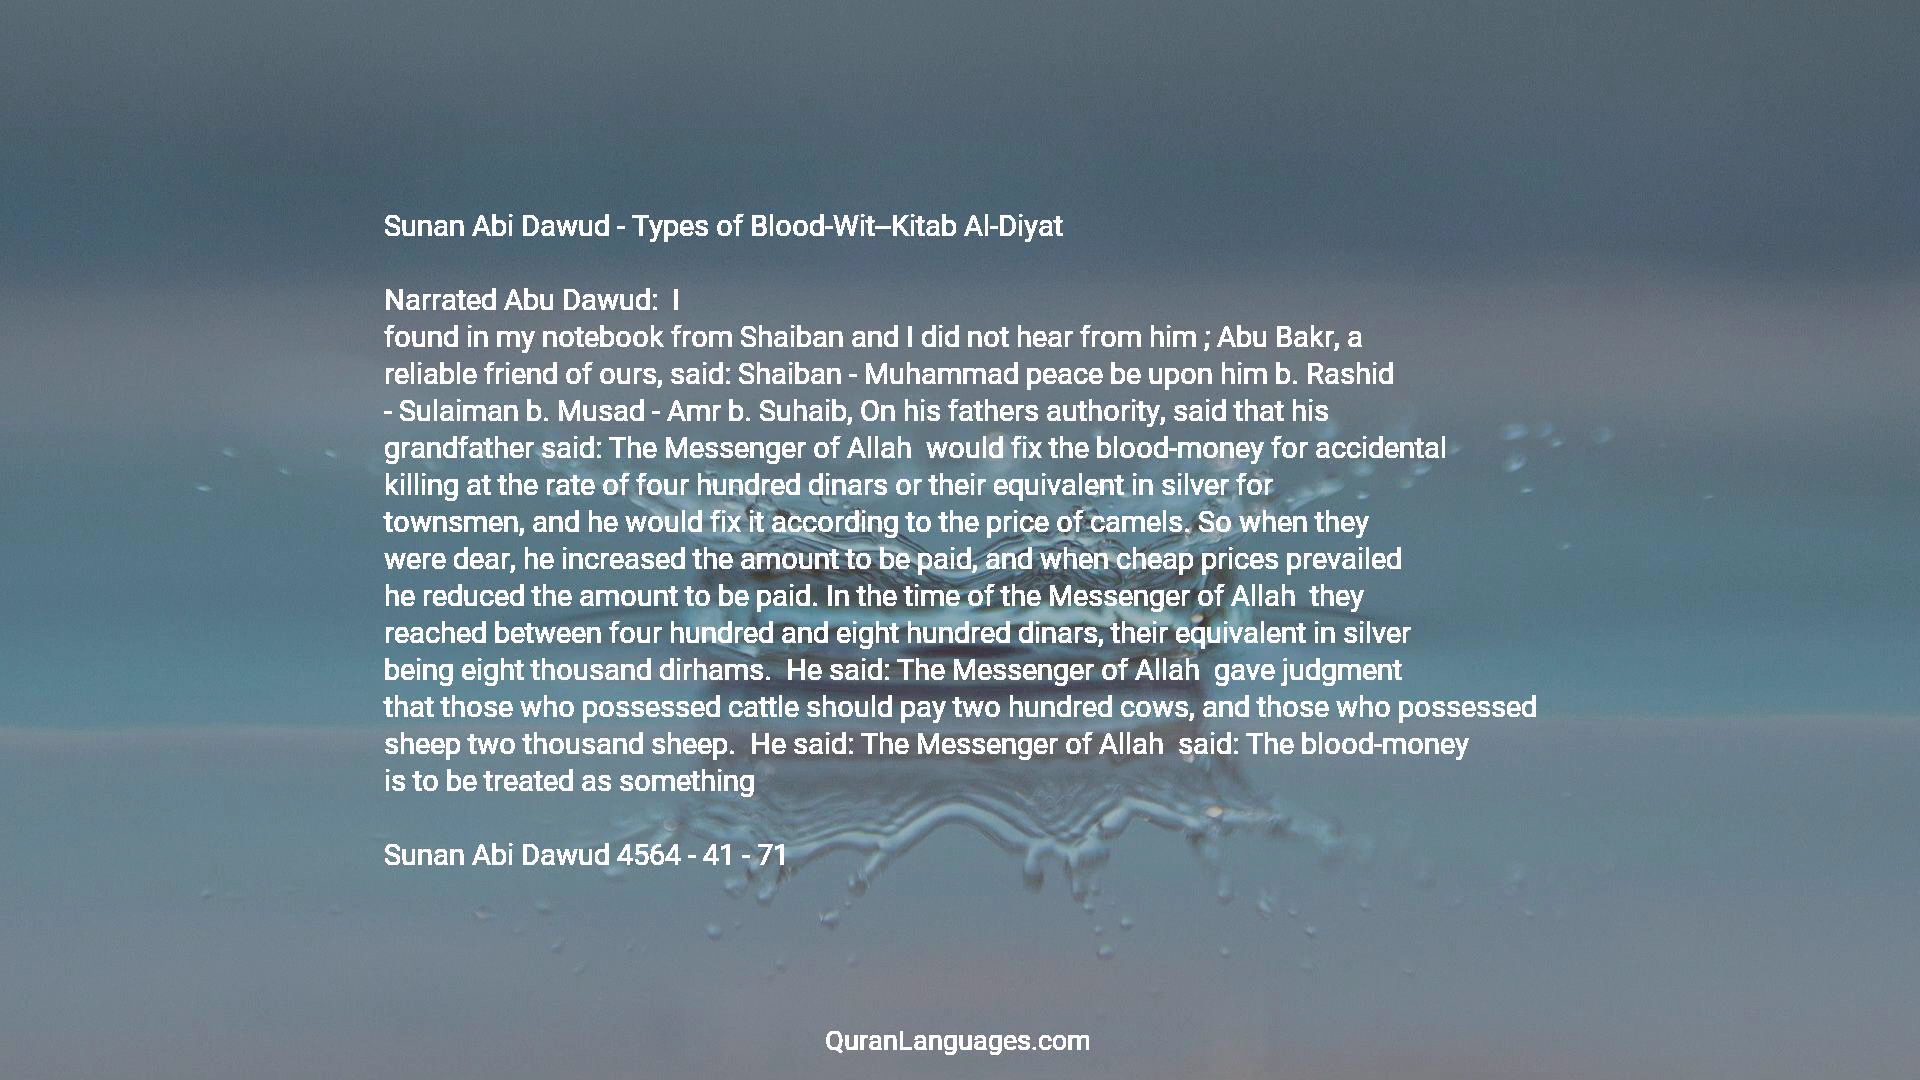 Sunan Abi Dawud - Types of Blood-Wit--Kitab Al-Diyat
Narrated Abu Dawud:  I
found in my notebook from Shaiban and I did not hear from him ; Abu Bakr, a
reliable friend of ours, said: Shaiban - Muhammad peace be upon him b. Rashid
- Sulaiman b. Musad - Amr b. Suhaib, On his fathers authority, said that his
grandfather said: The Messenger of Allah  would fix the blood-money for accidental
killing at the rate of four hundred dinars or their equivalent in silver for
townsmen, and he would fix it according to the price of camels. So when they
were dear, he increased the amount to be paid, and when cheap prices prevailed
he reduced the amount to be paid. In the time of the Messenger of Allah  they
reached between four hundred and eight hundred dinars, their equivalent in silver
being eight thousand dirhams.  He said: The Messenger of Allah  gave judgment
that those who possessed cattle should pay two hundred cows, and those who possessed
sheep two thousand sheep.  He said: The Messenger of Allah  said: The blood-money
is to be treated as something
Sunan Abi Dawud 4564 - 41 - 71
QuranLanguages.com